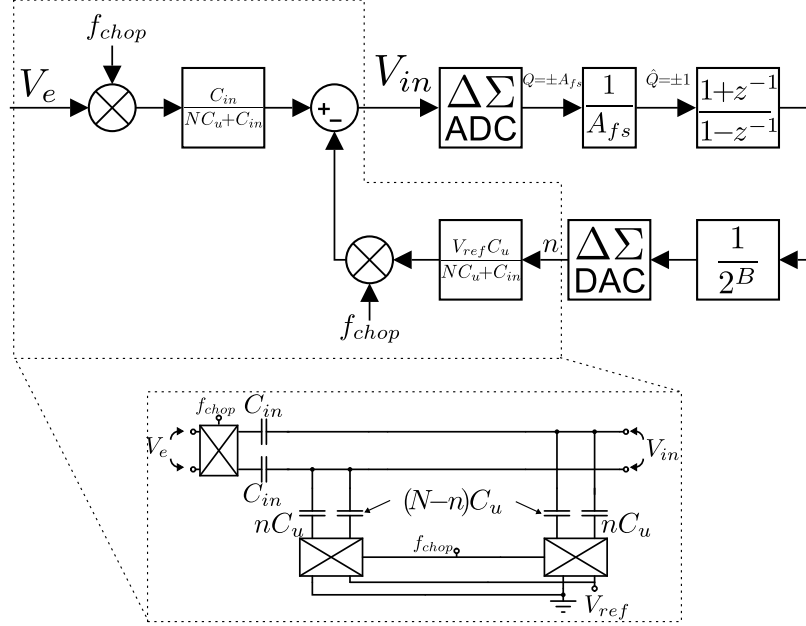 f_chop
V_e
C_in / NC_u+C_in
+ -
V_in
ΔΣ
ADC
Q=±A_fs
1 / A_fs
Q̂=±1
1+z^-1 / 1-z^-1
f_chop
V_ref C_u / NC_u+C_in
n
ΔΣ
DAC
1 / 2^B
f_chop
C_in
V_e
V_in
C_in
nC_u
(N-n)C_u
nC_u
f_chop
V_ref